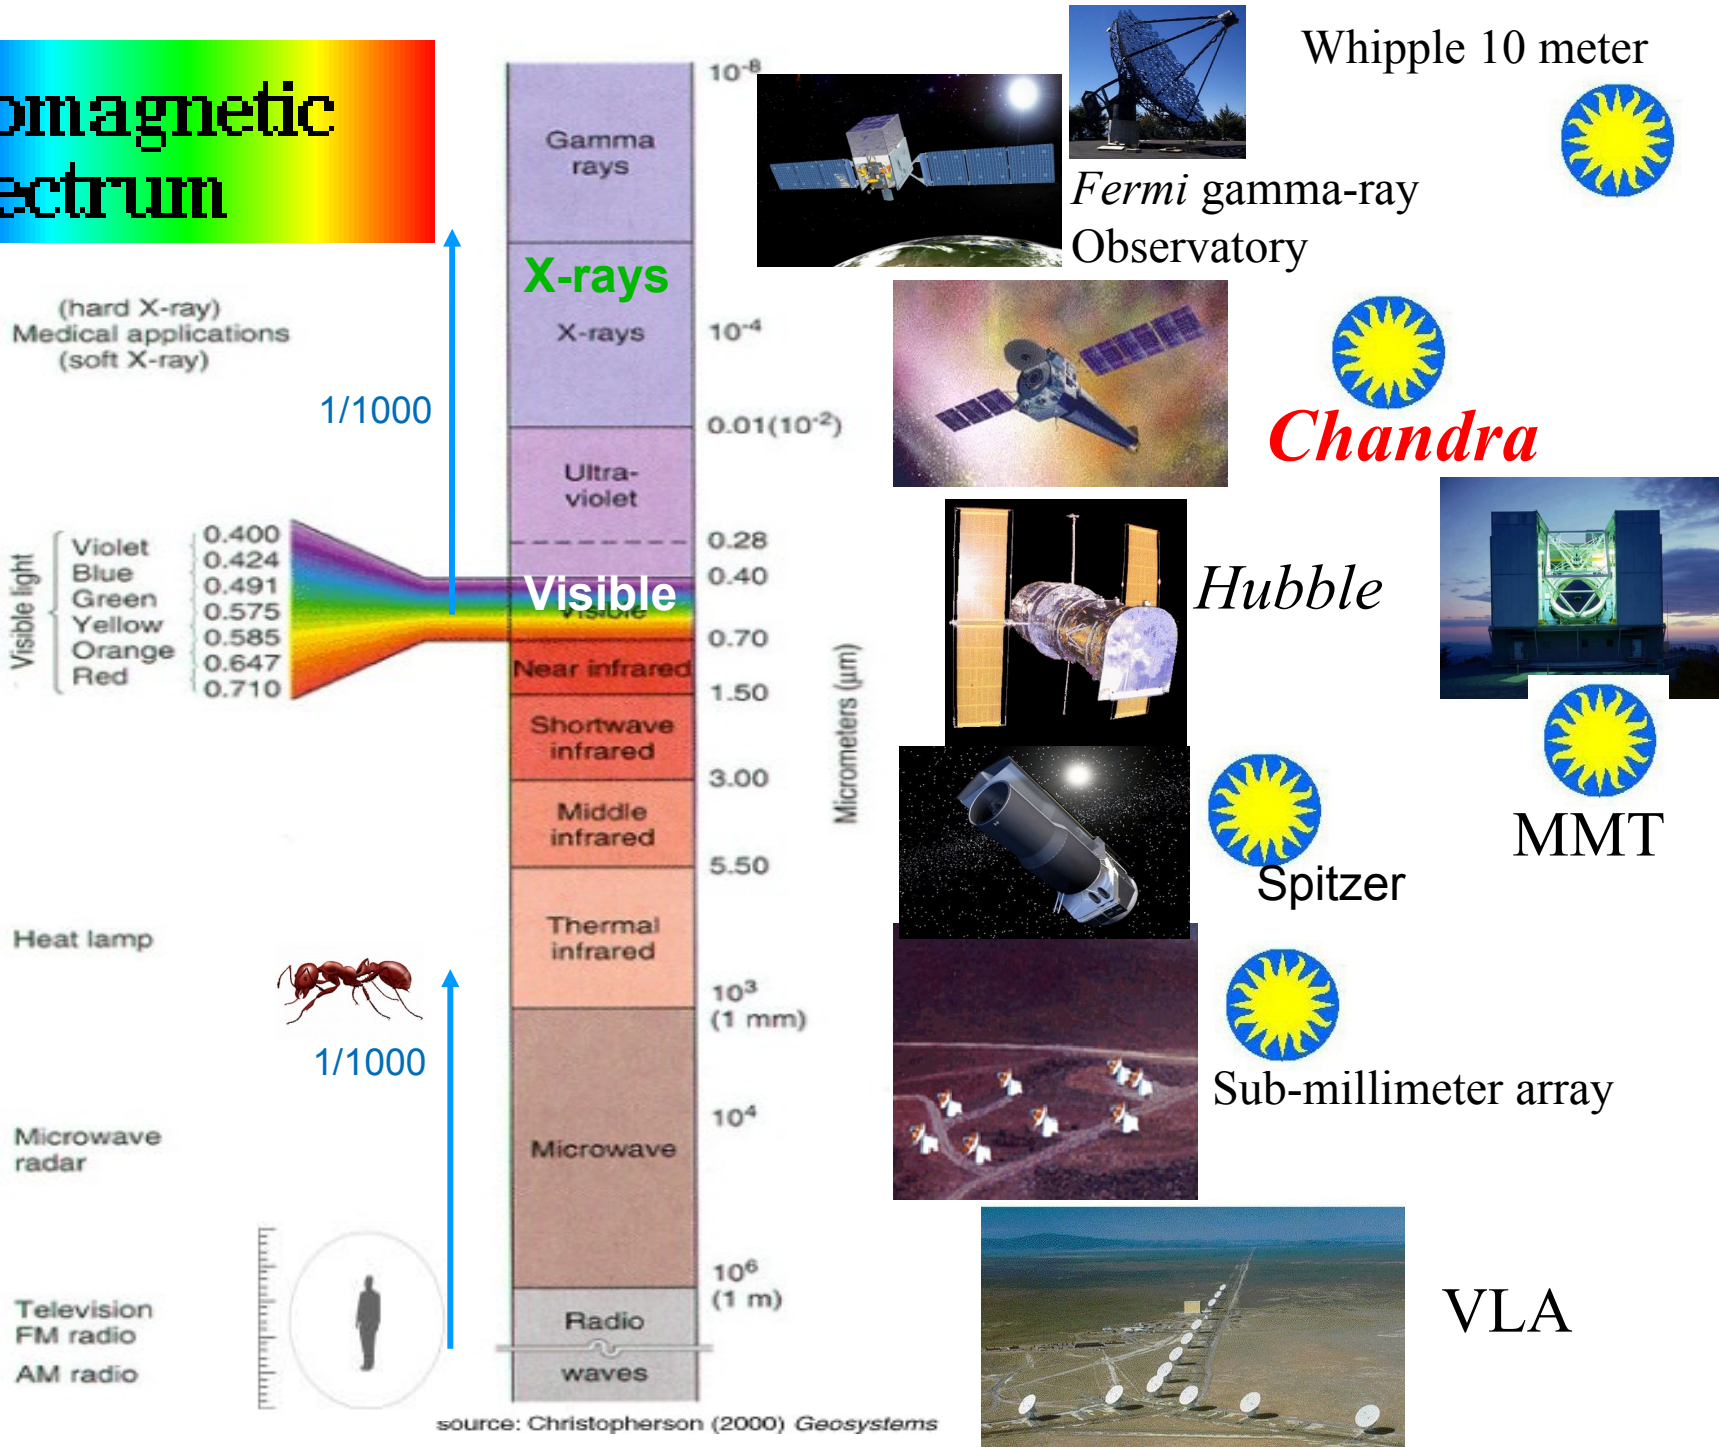 omagnetic
ectrum
(hard X-ray)
Medical applications
(soft X-ray)
1/1000
Visible light
Violet
Blue
Green
Yellow
Orange
Red
0.400
0.424
0.491
0.575
0.585
0.647
0.710
Heat lamp
1/1000
Microwave
radar
Television
FM radio
AM radio
Gamma
rays
X-rays
X-rays
Ultra-
violet
Visible
Visible
Near infrared
Shortwave
infrared
Middle
infrared
Thermal
infrared
Microwave
Radio
waves
10⁻⁸
10⁻⁴
0.01(10⁻²)
0.28
0.40
0.70
1.50
3.00
5.50
10³
(1 mm)
10⁴
10⁶
(1 m)
Micrometers (μm)
source: Christopherson (2000) Geosystems
Whipple 10 meter
Fermi gamma-ray
Observatory
Chandra
Hubble
MMT
Spitzer
Sub-millimeter array
VLA